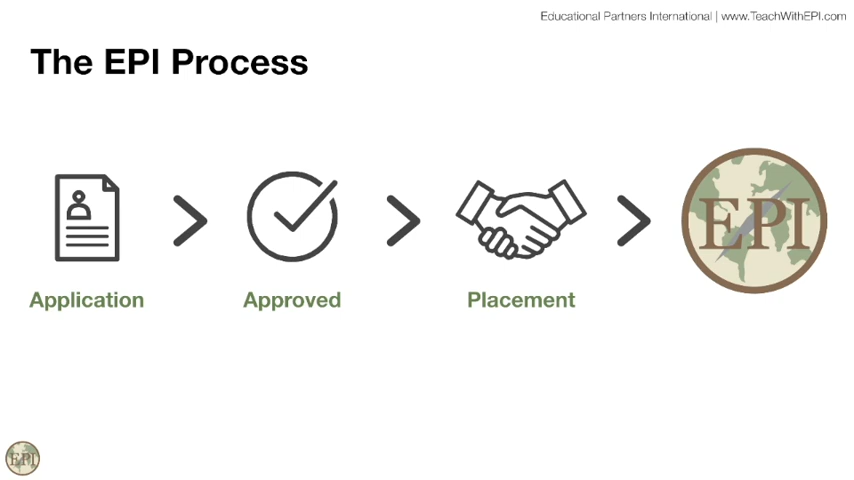 Educational Partners International | www.TeachWithEPI.com
The EPI Process
EPI
Application
Approved
Placement
EPI